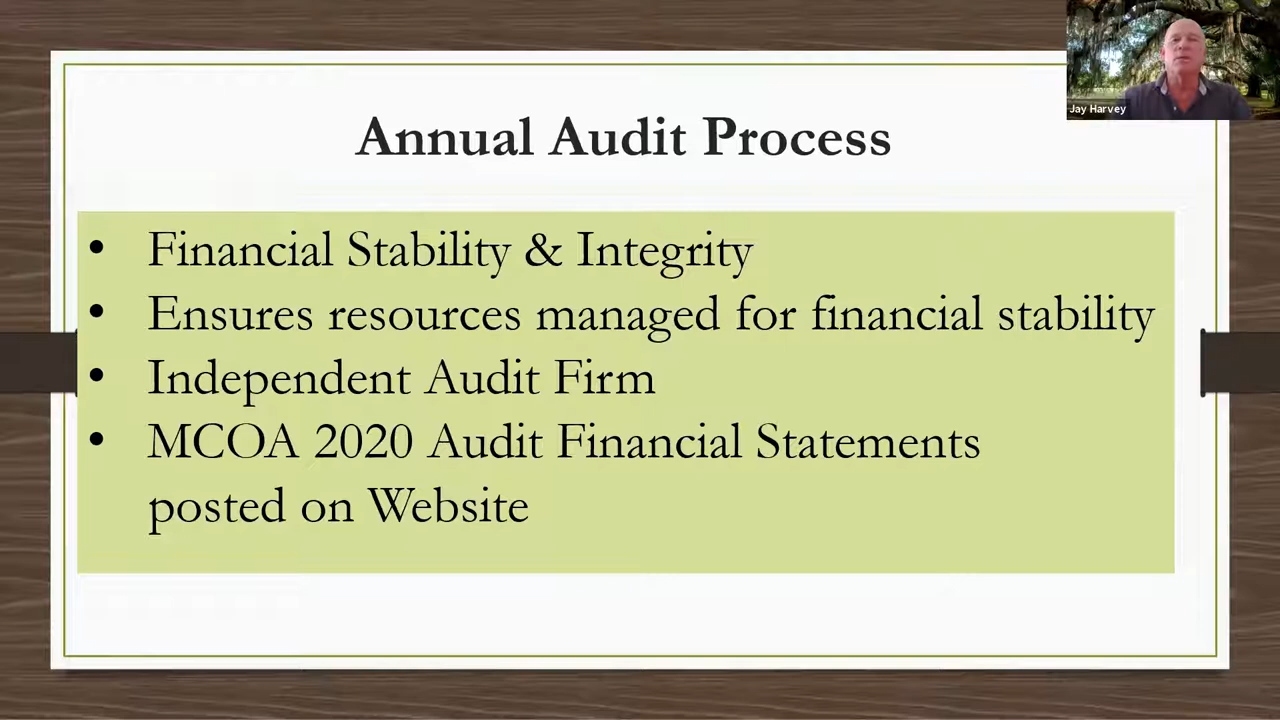 Jay Harvey
Annual Audit Process
• Financial Stability & Integrity
• Ensures resources managed for financial stability
• Independent Audit Firm
• MCOA 2020 Audit Financial Statements
posted on Website